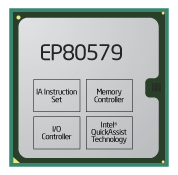 EP80579
IA Instruction
Set
Memory
Controller
I/O
Controller
Intel®
QuickAssist
Technology